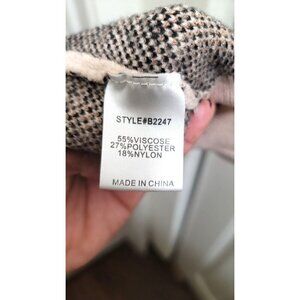 STYLE#B2247
55%VISCOSE
27%POLYESTER
18%NYLON
MADE IN CHINA